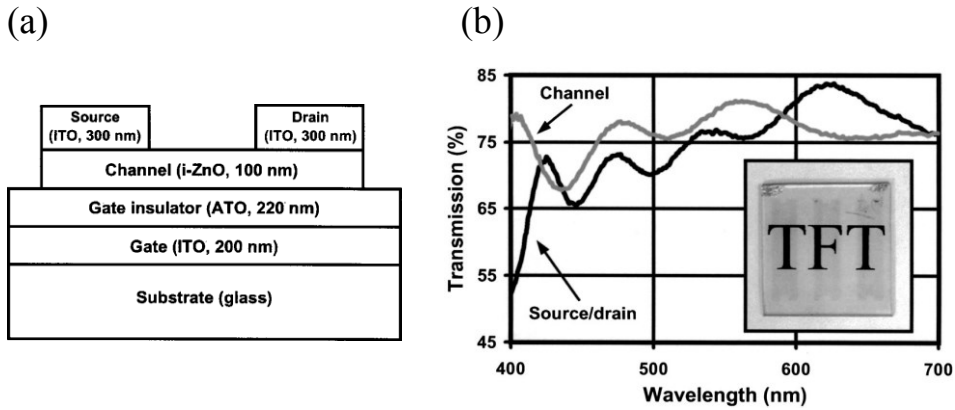 (a)
Source
(ITO, 300 nm)
Drain
(ITO, 300 nm)
Channel (i-ZnO, 100 nm)
Gate insulator (ATO, 220 nm)
Gate (ITO, 200 nm)
Substrate (glass)
(b)
Transmission (%)
85
75
65
55
45
Channel
Source/drain
TFT
400
500
600
700
Wavelength (nm)